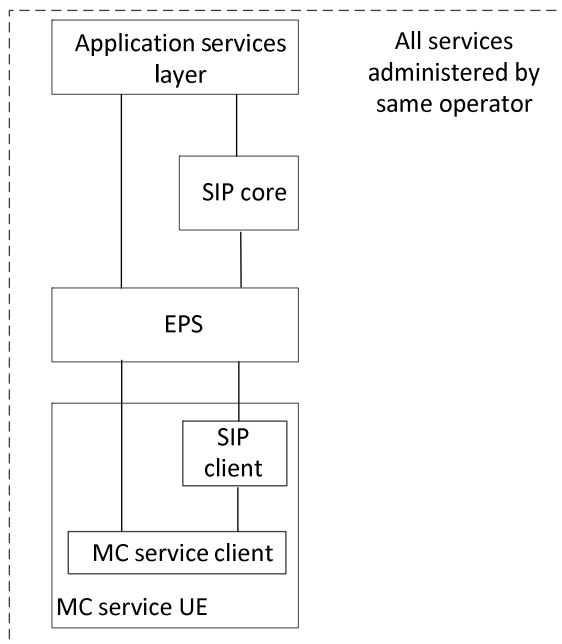 Application services
layer
All services
administered by
same operator
SIP core
EPS
SIP
client
MC service client
MC service UE